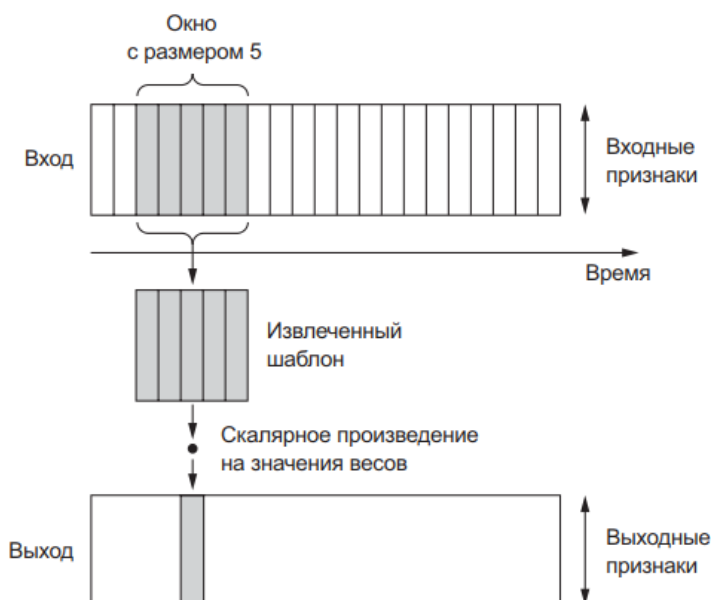 Окно
с размером 5
Вход
Входные
признаки
Время
Извлеченный
шаблон
Скалярное произведение
на значения весов
Выход
Выходные
признаки